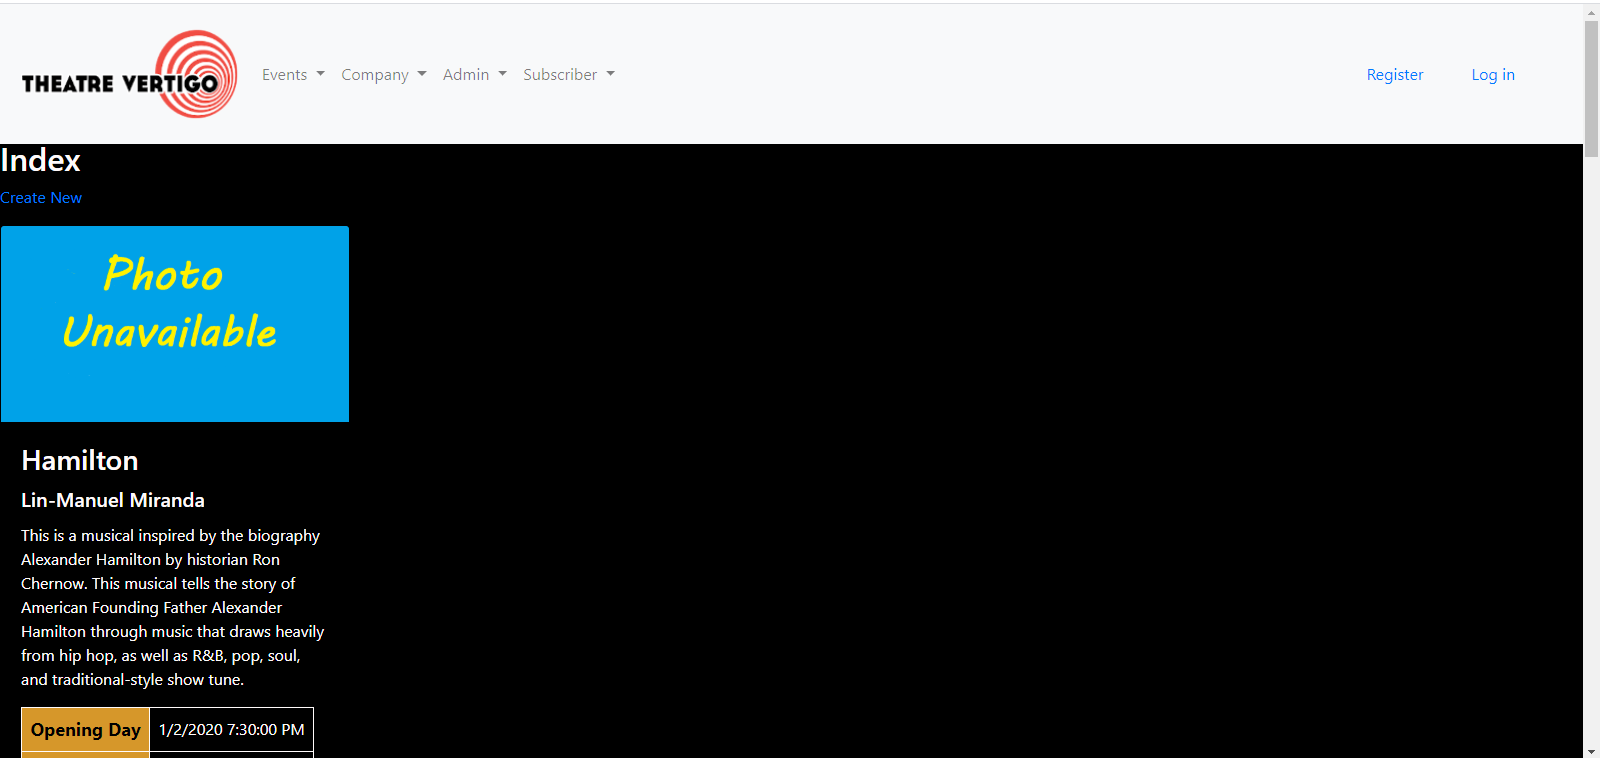 THEATRE VERTIGO
Events Company Admin Subscriber Register Log in
Index
Create New
Photo
Unavailable
Hamilton
Lin-Manuel Miranda
This is a musical inspired by the biography
Alexander Hamilton by historian Ron
Chernow. This musical tells the story of
American Founding Father Alexander
Hamilton through music that draws heavily
from hip hop, as well as R&B, pop, soul,
and traditional-style show tune.
Opening Day 1/2/2020 7:30:00 PM